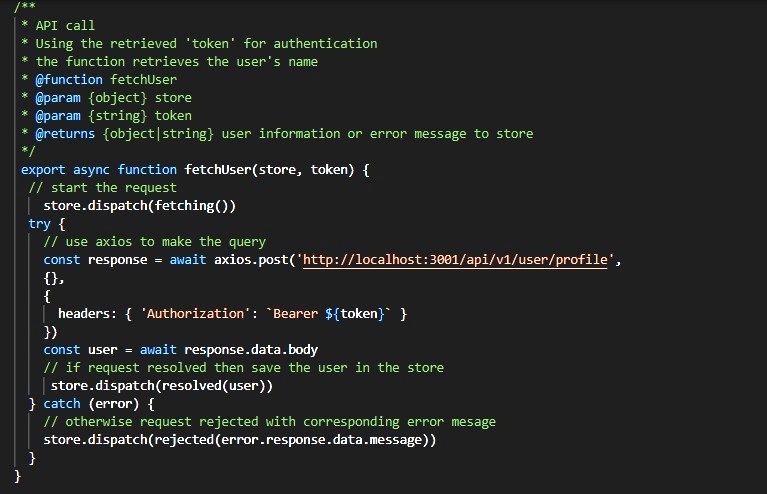 /**
* API call
* Using the retrieved 'token' for authentication
* the function retrieves the user's name
* @function fetchUser
* @param {object} store
* @param {string} token
* @returns {object|string} user information or error message to store
*/
export async function fetchUser(store, token) {
// start the request
store.dispatch(fetching())
try {
// use axios to make the query
const response = await axios.post('http://localhost:3001/api/v1/user/profile',
{},
{
headers: { 'Authorization': `Bearer ${token}` }
})
const user = await response.data.body
// if request resolved then save the user in the store
store.dispatch(resolved(user))
} catch (error) {
// otherwise request rejected with corresponding error mesage
store.dispatch(rejected(error.response.data.message))
}
}